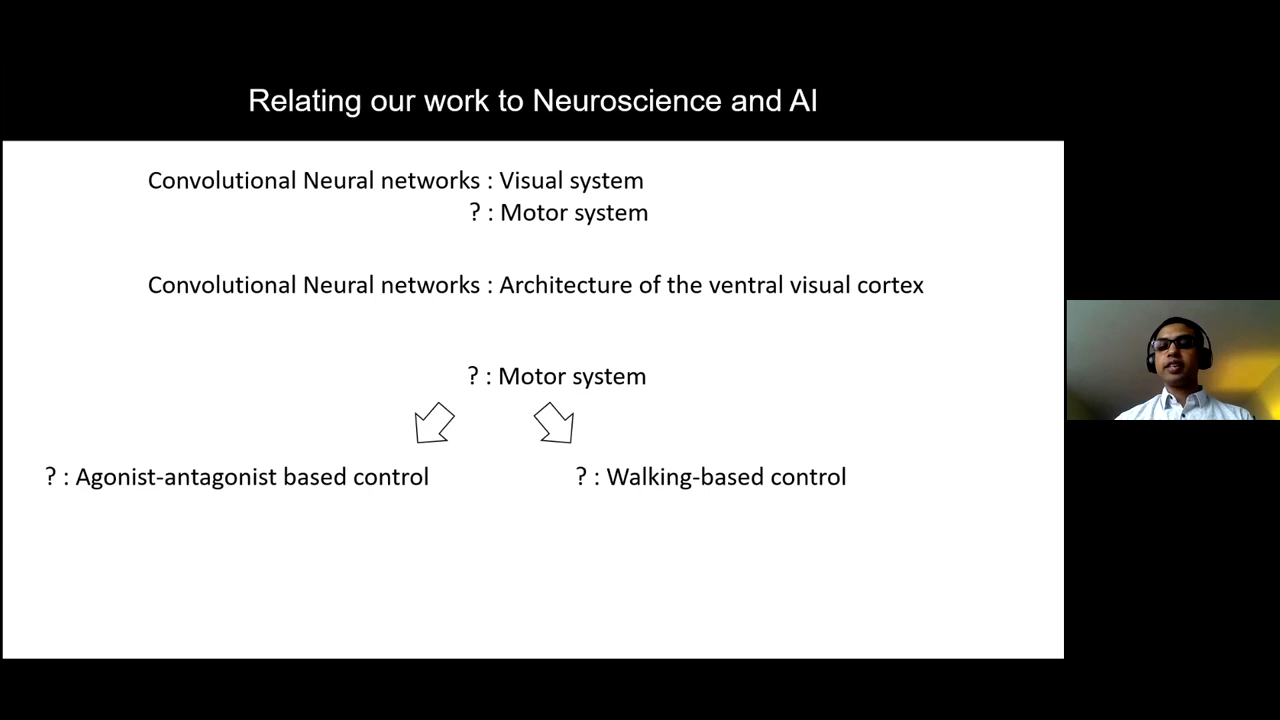 Relating our work to Neuroscience and AI
Convolutional Neural networks : Visual system
? : Motor system
Convolutional Neural networks : Architecture of the ventral visual cortex
? : Motor system
? : Agonist-antagonist based control
? : Walking-based control